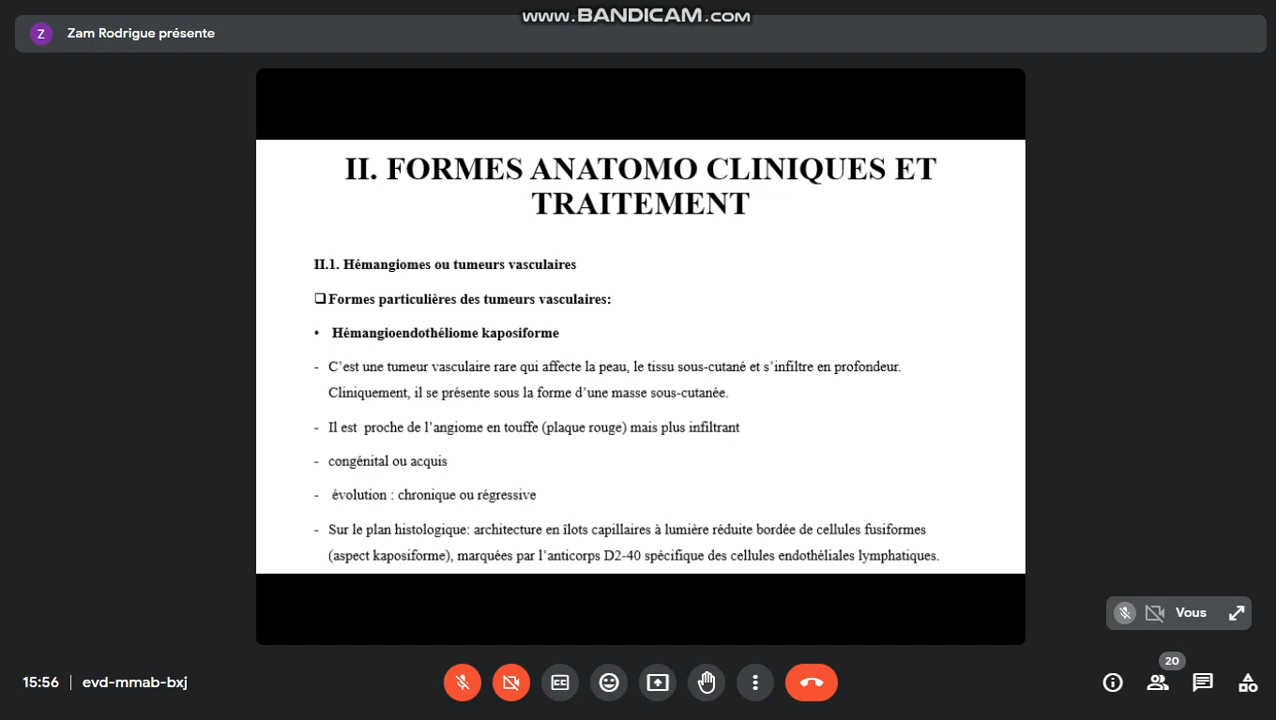 www.BANDICAM.com
Z Zam Rodrigue présente
II. FORMES ANATOMO CLINIQUES ET
TRAITEMENT
II.1. Hémangiomes ou tumeurs vasculaires
❑ Formes particulières des tumeurs vasculaires:
• Hémangioendothéliome kaposiforme
- C’est une tumeur vasculaire rare qui affecte la peau, le tissu sous-cutané et s’infiltre en profondeur.
Cliniquement, il se présente sous la forme d’une masse sous-cutanée.
- Il est proche de l’angiome en touffe (plaque rouge) mais plus infiltrant
- congénital ou acquis
- évolution : chronique ou régressive
- Sur le plan histologique: architecture en îlots capillaires à lumière réduite bordée de cellules fusiformes
(aspect kaposiforme), marquées par l’anticorps D2-40 spécifique des cellules endothéliales lymphatiques.
Vous
20
15:56 | evd-mmab-bxj
CC